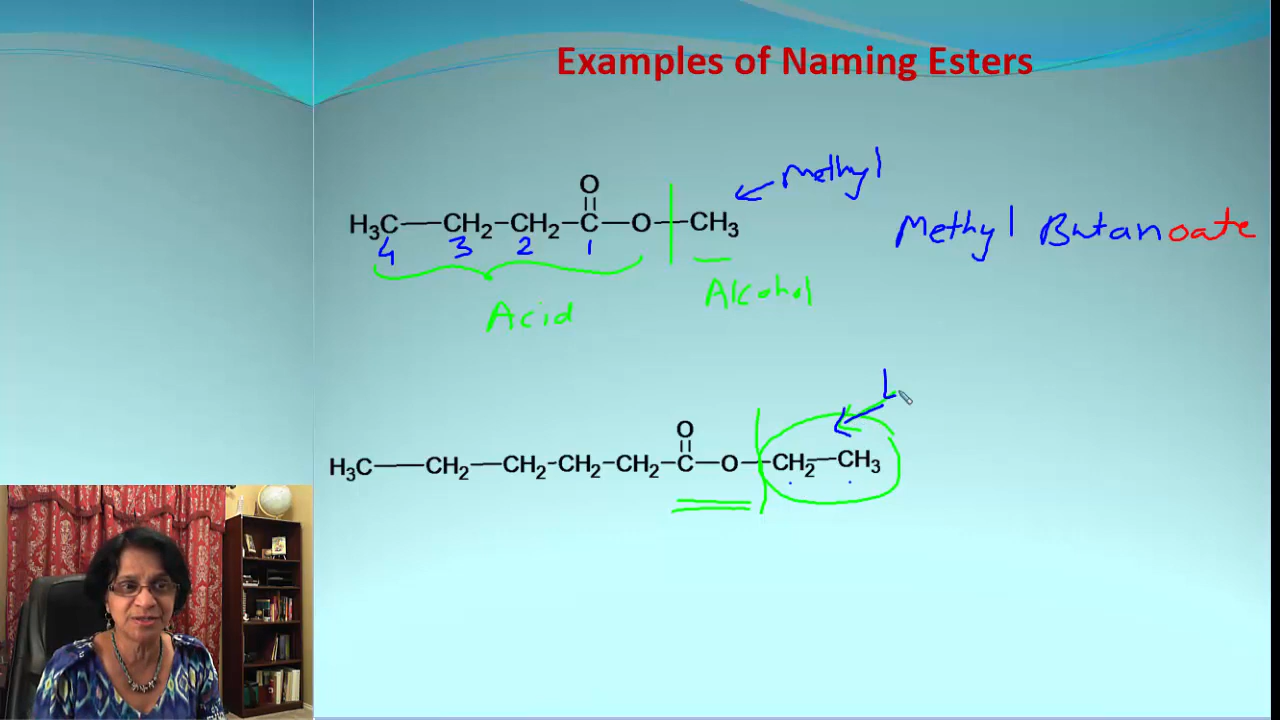 Examples of Naming Esters
Methyl
O
H₃C—CH₂—CH₂—C—O—CH₃
4 3 2 1
Methyl Butanoate
Acid
Alcohol
O
H₃C—CH₂—CH₂-CH₂-CH₂-C-O-CH₂-CH₃